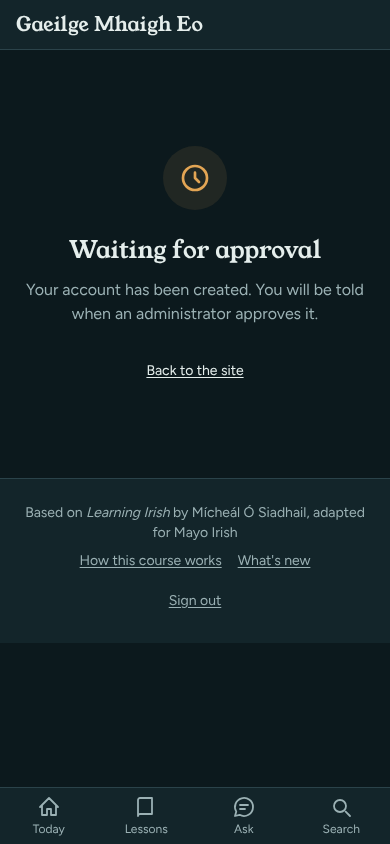 Gaeilge Mhaigh Eo
Waiting for approval
Your account has been created. You will be told
when an administrator approves it.
Back to the site
Based on Learning Irish by Mícheál Ó Siadhail, adapted
for Mayo Irish
How this course works What's new
Sign out
Today Lessons Ask Search